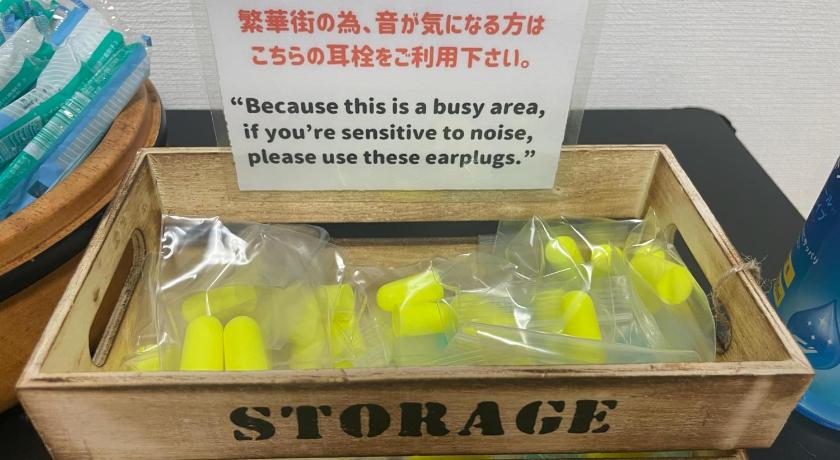 繁華街の為、音が気になる方は
こちらの耳栓をご利用下さい。
“Because this is a busy area,
if you’re sensitive to noise,
please use these earplugs.”
STORAGE